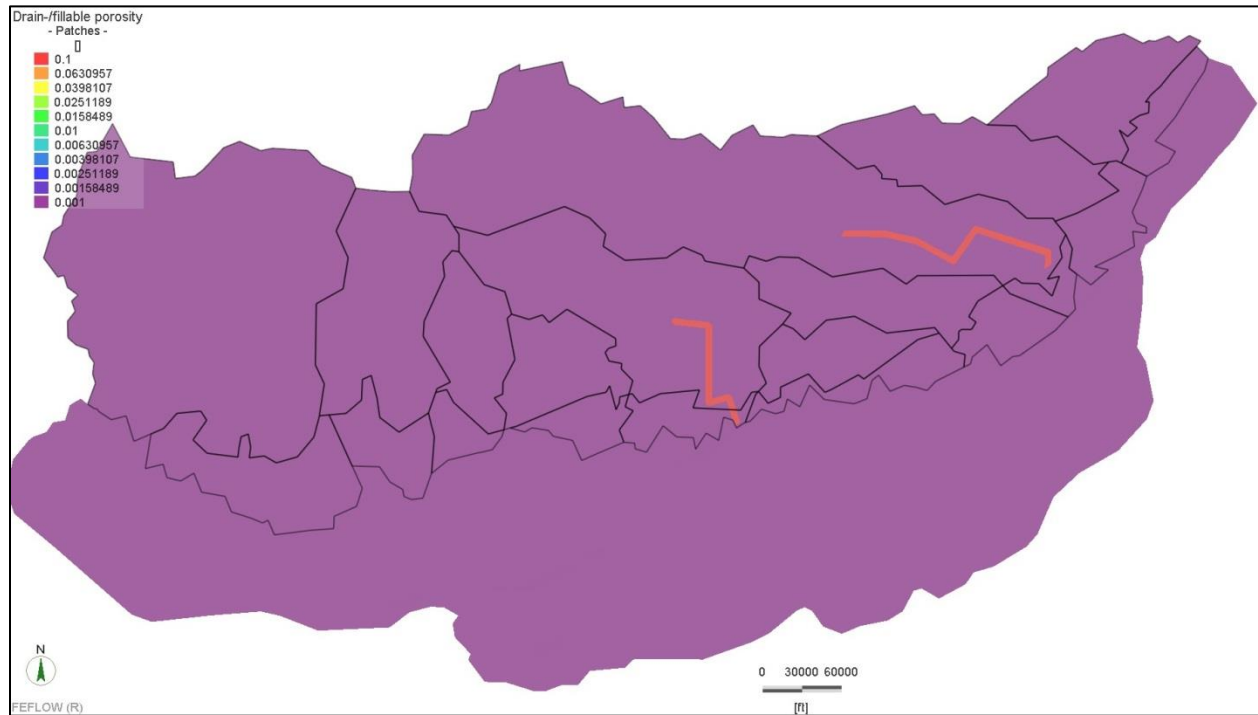 Drain-/fillable porosity
- Patches -
[]
0.1
0.0630957
0.0398107
0.0251189
0.0158489
0.01
0.00630957
0.00398107
0.00251189
0.00158489
0.001
N
0 30000 60000
[ft]
FEFLOW (R)